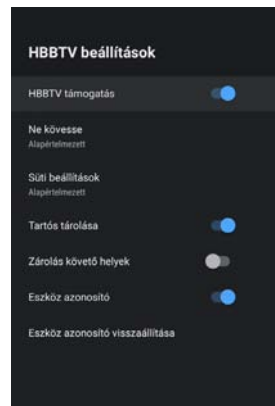 HBBTV beállítások
HBBTV támogatás
Ne kövesse
Alapértelmezett
Süti beállítások
Alapértelmezett
Tartós tárolása
Zárolás követő helyek
Eszköz azonosító
Eszköz azonosító visszaállítása